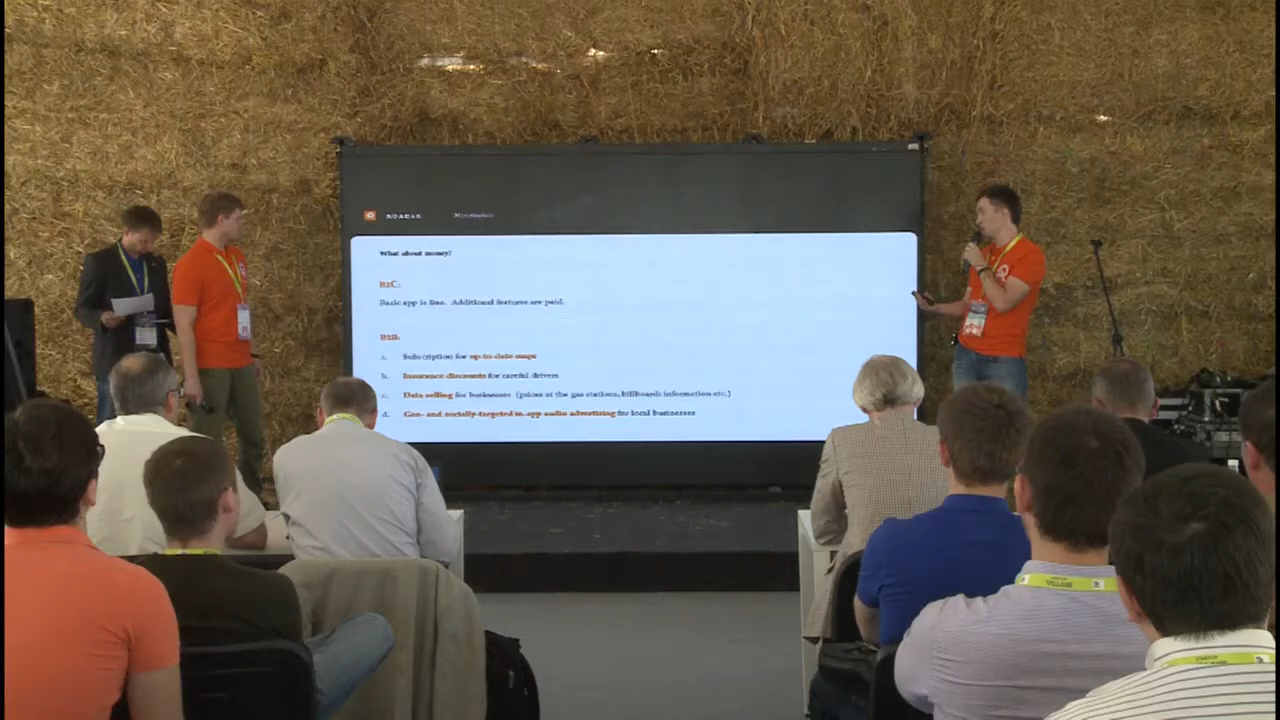 ROADAR Monetization
What about money?
B2C:
Basic app is free. Additional features are paid.
B2B:
a. Subscription for up-to-date maps
b. Insurance discounts for careful drivers
c. Data selling for businesses (prices at the gas stations, billboards information etc.)
d. Geo- and socially-targeted in-app audio advertising for local businesses
VILLAGE